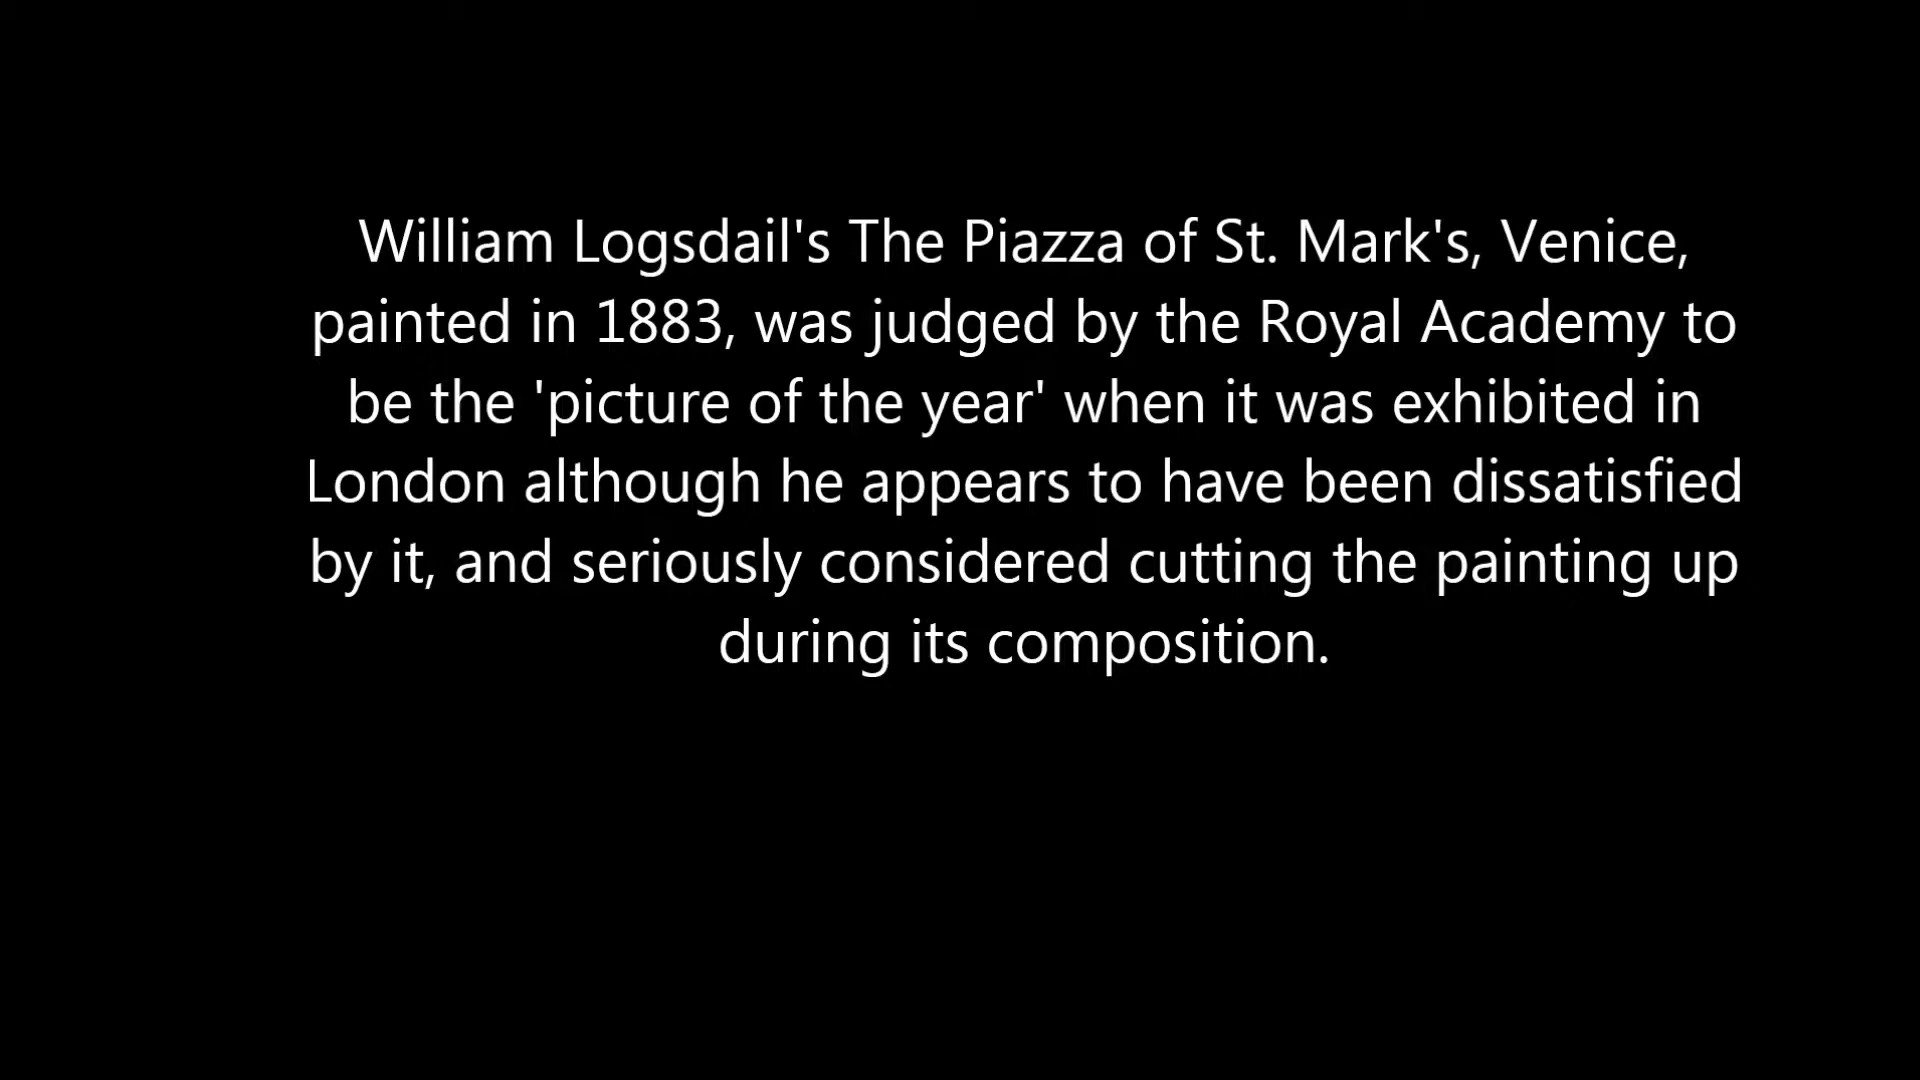 William Logsdail's The Piazza of St. Mark's, Venice,
painted in 1883, was judged by the Royal Academy to
be the 'picture of the year' when it was exhibited in
London although he appears to have been dissatisfied
by it, and seriously considered cutting the painting up
during its composition.